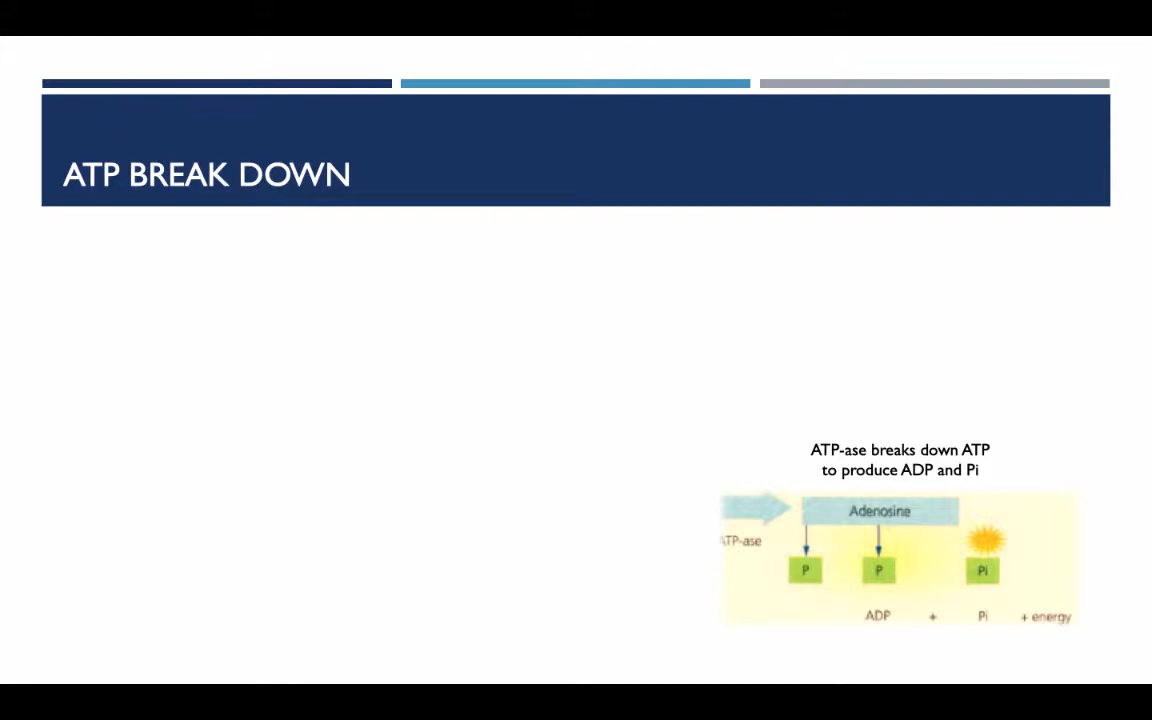 ATP BREAK DOWN
ATP-ase breaks down ATP
to produce ADP and Pi
Adenosine
ATP-ase
P P Pi
ADP + Pi + energy